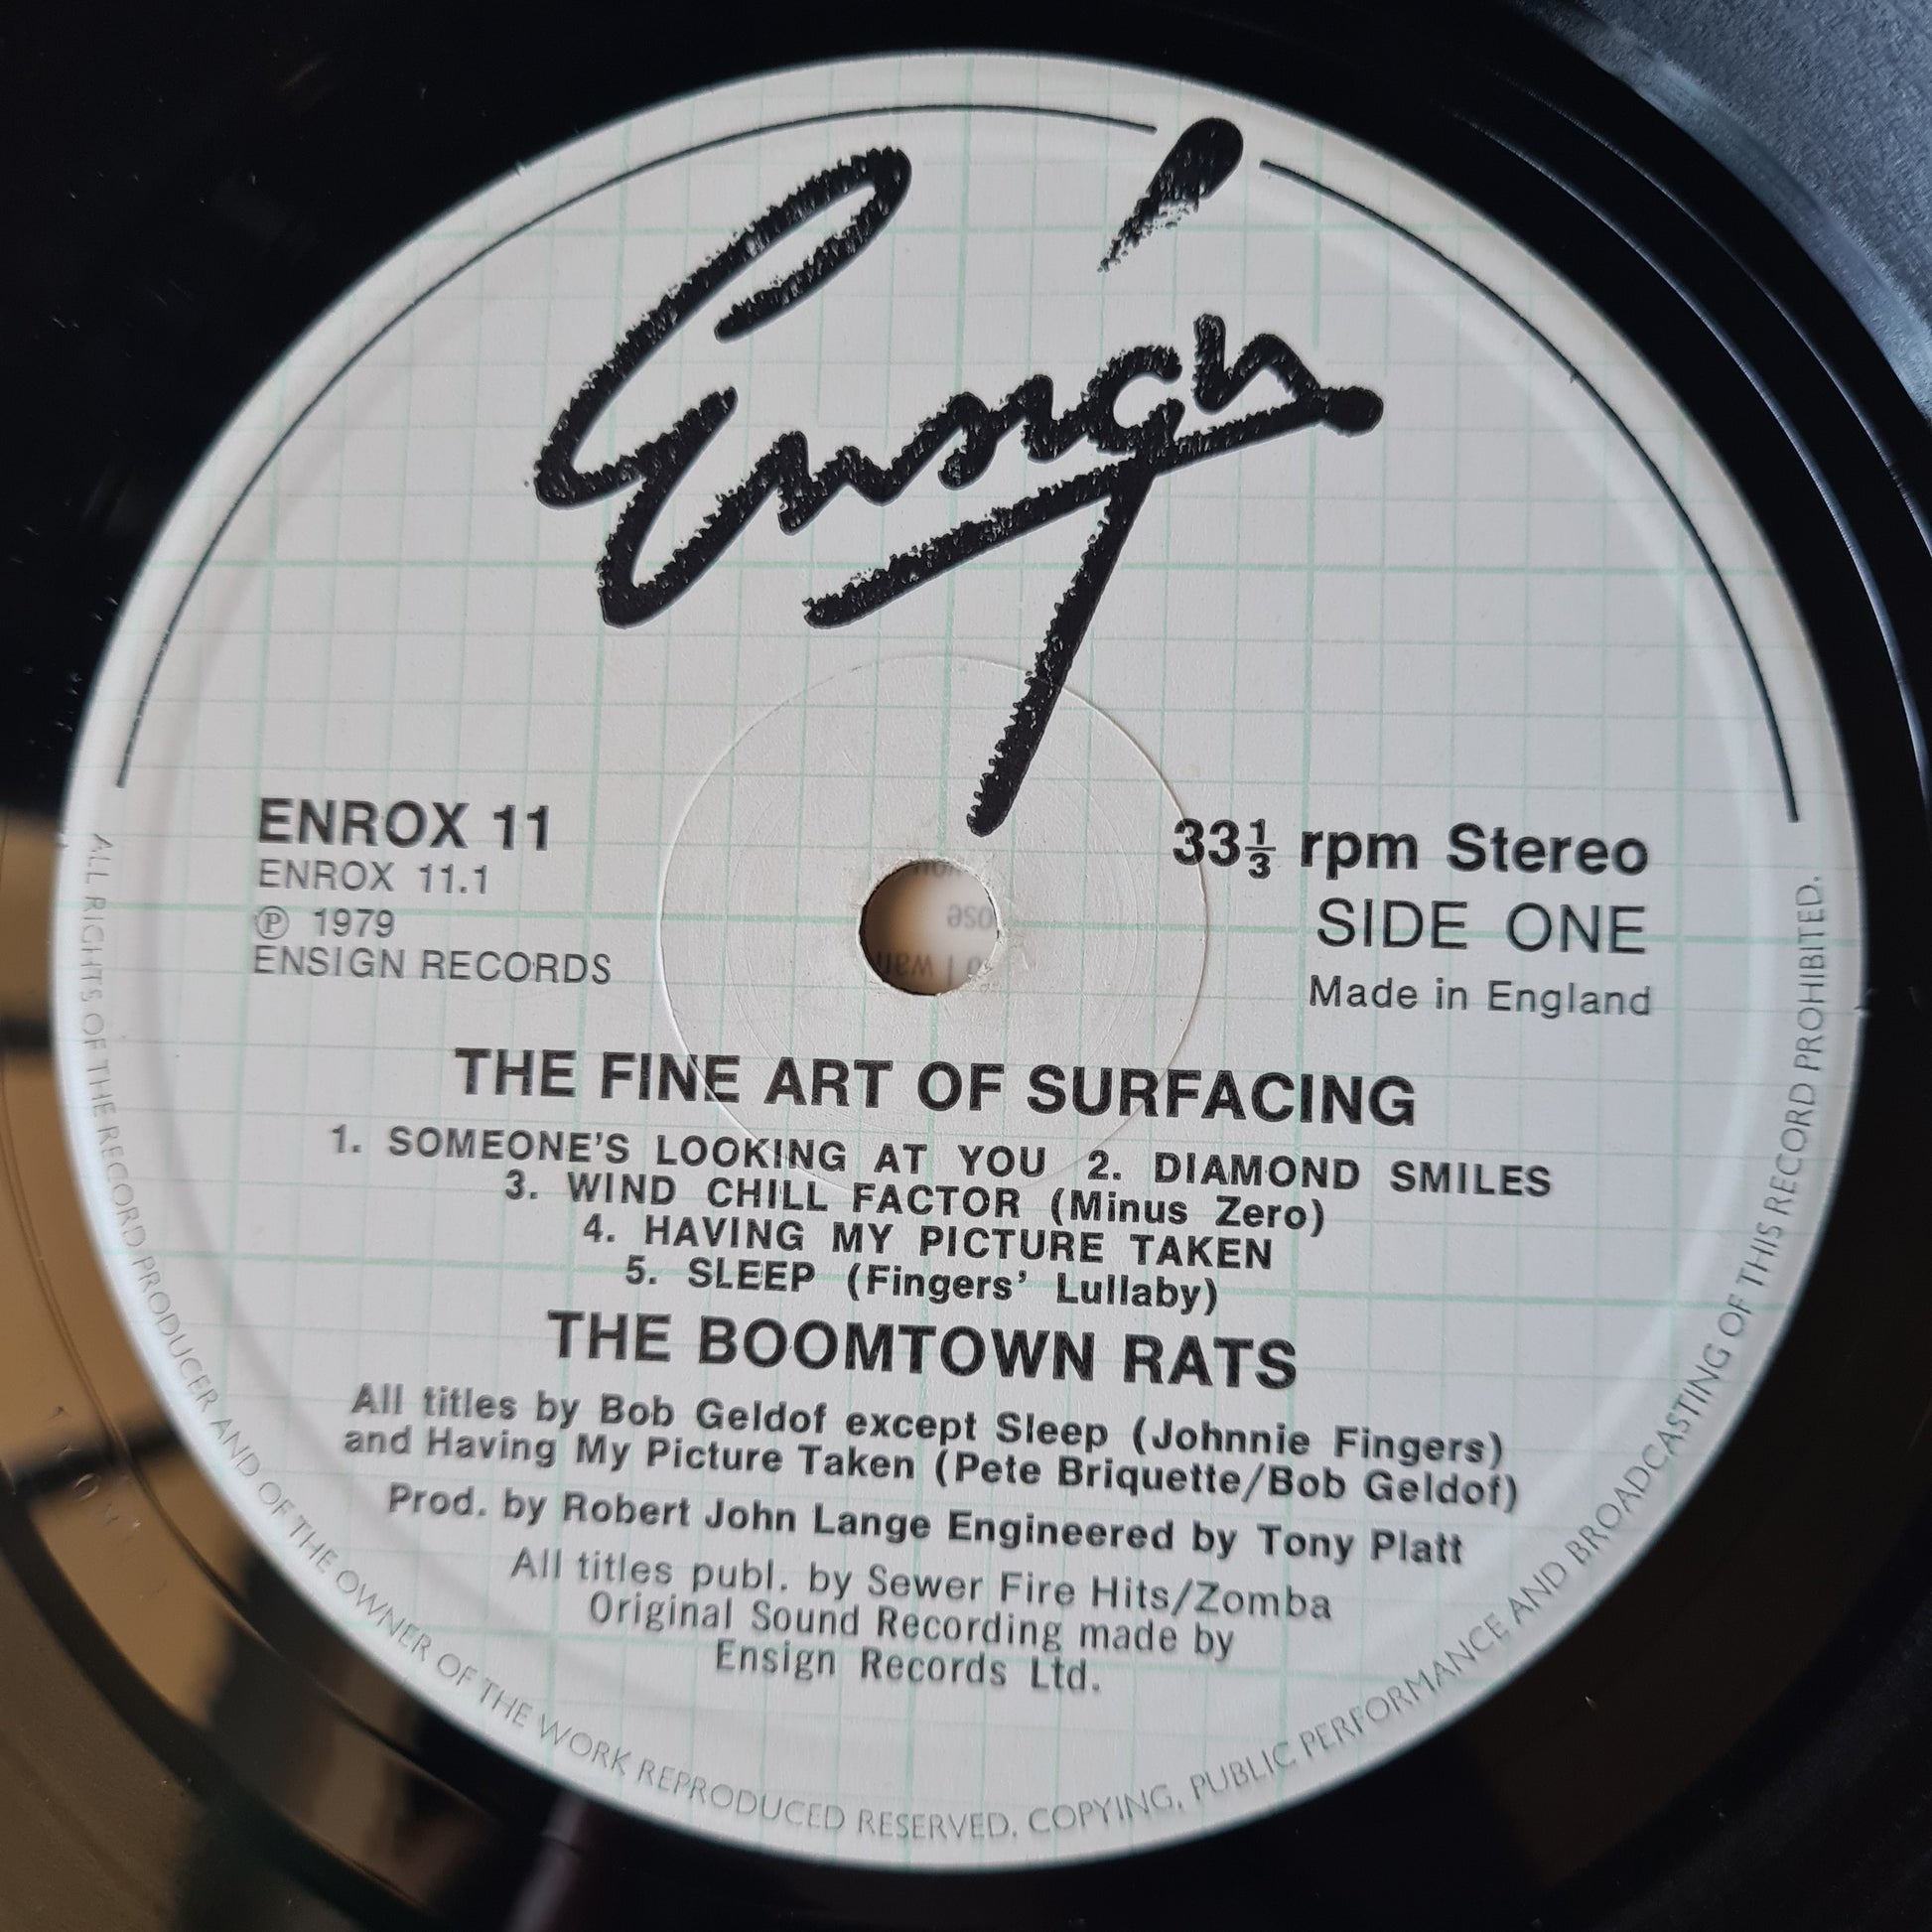 Ensign
ENROX 11
ENROX 11.1
℗ 1979
ENSIGN RECORDS
33⅓ rpm Stereo
SIDE ONE
Made in England
THE FINE ART OF SURFACING
1. SOMEONE'S LOOKING AT YOU 2. DIAMOND SMILES
3. WIND CHILL FACTOR (Minus Zero)
4. HAVING MY PICTURE TAKEN
5. SLEEP (Fingers' Lullaby)
THE BOOMTOWN RATS
All titles by Bob Geldof except Sleep (Johnnie Fingers)
and Having My Picture Taken (Pete Briquette/Bob Geldof)
Prod. by Robert John Lange Engineered by Tony Platt
All titles publ. by Sewer Fire Hits/Zomba
Original Sound Recording made by
Ensign Records Ltd.
ALL RIGHTS OF THE RECORD PRODUCER AND OF THE OWNER OF THE WORK REPRODUCED RESERVED. COPYING, PUBLIC PERFORMANCE AND BROADCASTING OF THIS RECORD PROHIBITED.